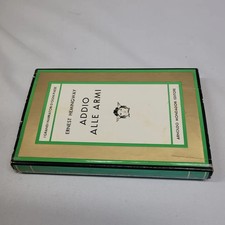 ERNEST HEMINGWAY
ADDIO
ALLE ARMI
ARNOLDO MONDADORI EDITORE